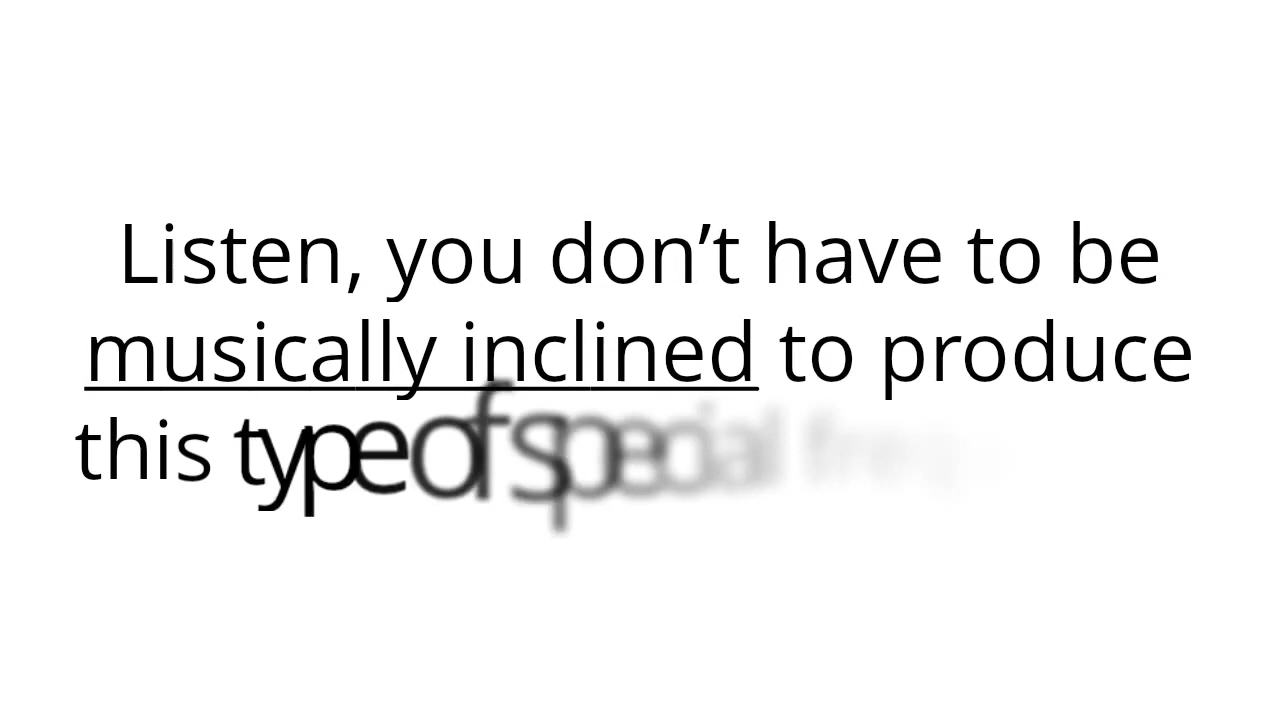 Listen, you don’t have to be
musically inclined to produce
this type of special